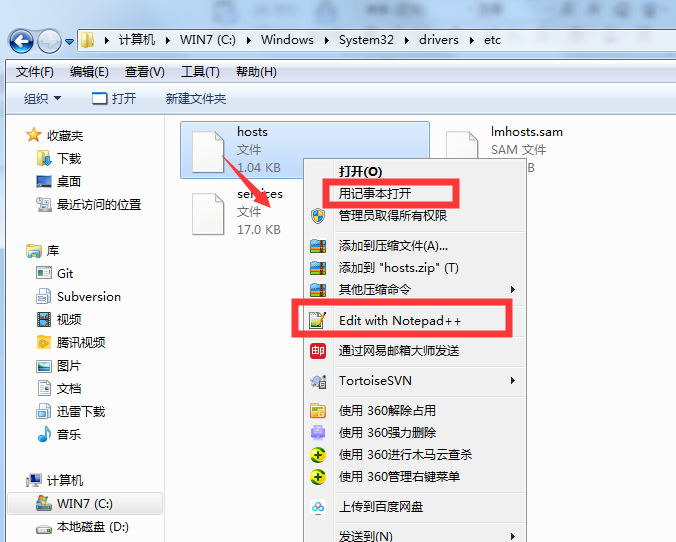 计算机 WIN7 (C:) Windows System32 drivers etc
文件(F) 编辑(E) 查看(V) 工具(T) 帮助(H)
组织 打开 新建文件夹
收藏夹
下载
桌面
最近访问的位置
库
Git
Subversion
视频
腾讯视频
图片
文档
迅雷下载
音乐
计算机
WIN7 (C:)
本地磁盘 (D:)
hosts
文件
1.04 KB
lmhosts.sam
SAM 文件
B
services
文件
17.0 KB
打开(O)
用记事本打开
管理员取得所有权限
添加到压缩文件(A)...
添加到 "hosts.zip" (T)
其他压缩命令
Edit with Notepad++
通过网易邮箱大师发送
TortoiseSVN
使用 360解除占用
使用 360强力删除
使用 360进行木马云查杀
使用 360管理右键菜单
上传到百度网盘
发送到(N)